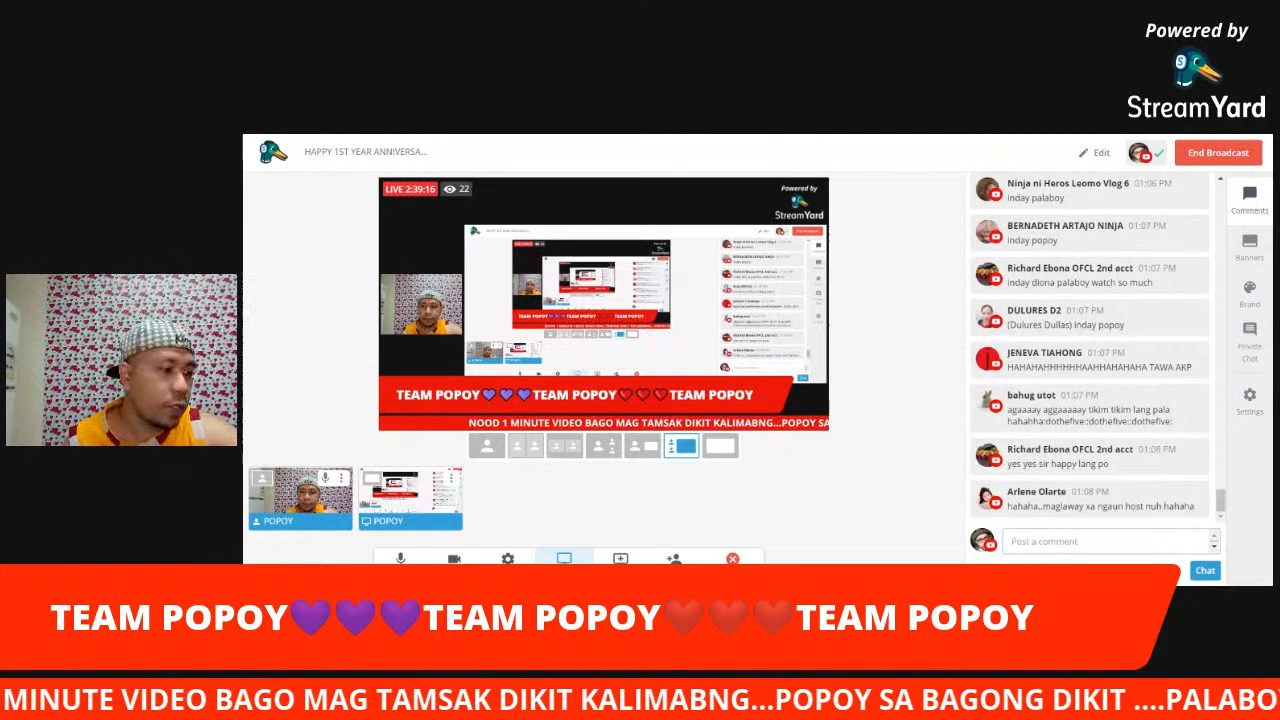 Powered by
StreamYard
HAPPY 1ST YEAR ANNIVERSA...
Edit
End Broadcast
LIVE 2:39:16
22
Powered by
StreamYard
TEAM POPOY💜💜💜TEAM POPOY❤️❤️❤️TEAM POPOY
NOOD 1 MINUTE VIDEO BAGO MAG TAMSAK DIKIT KALIMABNG...POPOY SA
POPOY
POPOY
Ninja ni Heros Leomo Vlog 6 01:06 PM
inday palaboy
BERNADETH ARTAJO NINJA 01:07 PM
inday popoy
Richard Ebona OFCL 2nd acct 01:07 PM
inday diona palaboy watch so much
DULURES D2 01:07 PM
(Dulures Dulals) inday popoy
JENEVA TIAHONG 01:07 PM
HAHAHAHHHHHHAAHHAHAHAHA TAWA AKP
bahug utot 01:07 PM
agaaaay aggaaaaay tikim tikim lang pala
hahahha:dothefive::dothefive::dothefive:
Richard Ebona OFCL 2nd acct 01:08 PM
yes yes sir happy lang po
Arlene Olarte 01:08 PM
hahaha..maglaway xa ngaun host nuh hahaha
Post a comment
Chat
Comments
Banners
Brand
Private
Chat
Settings
TEAM POPOY💜💜💜TEAM POPOY❤️❤️❤️TEAM POPOY
MINUTE VIDEO BAGO MAG TAMSAK DIKIT KALIMABNG...POPOY SA BAGONG DIKIT ....PALABO